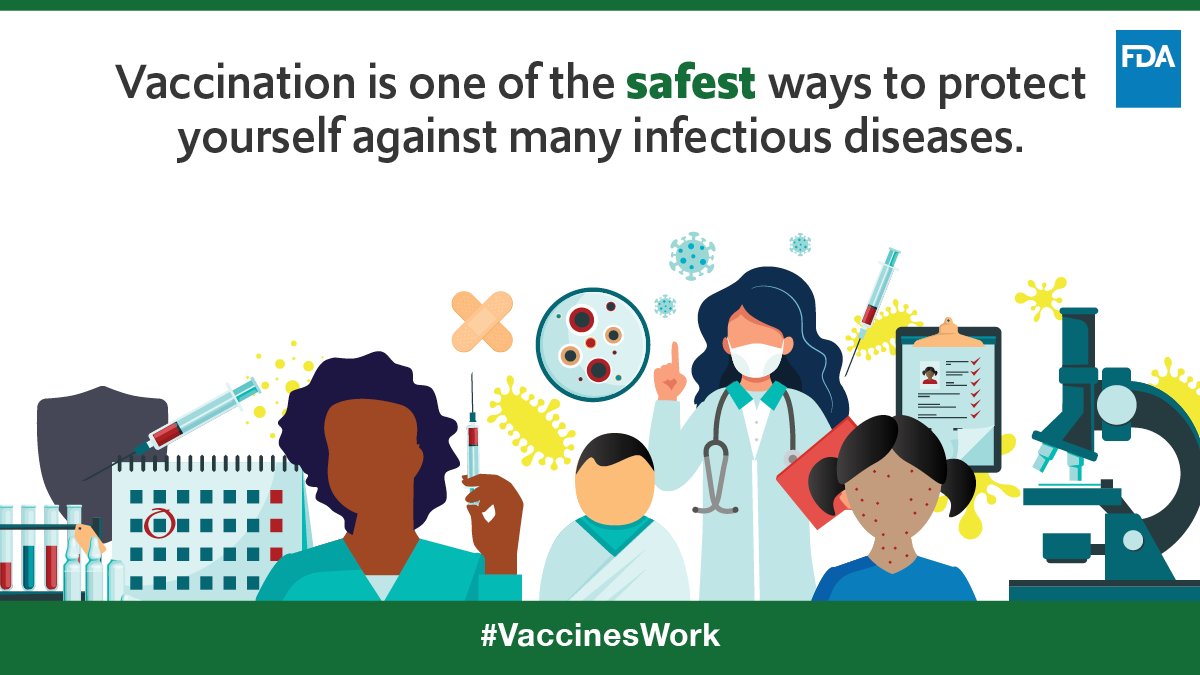 FDA
Vaccination is one of the safest ways to protect
yourself against many infectious diseases.
#VaccinesWork